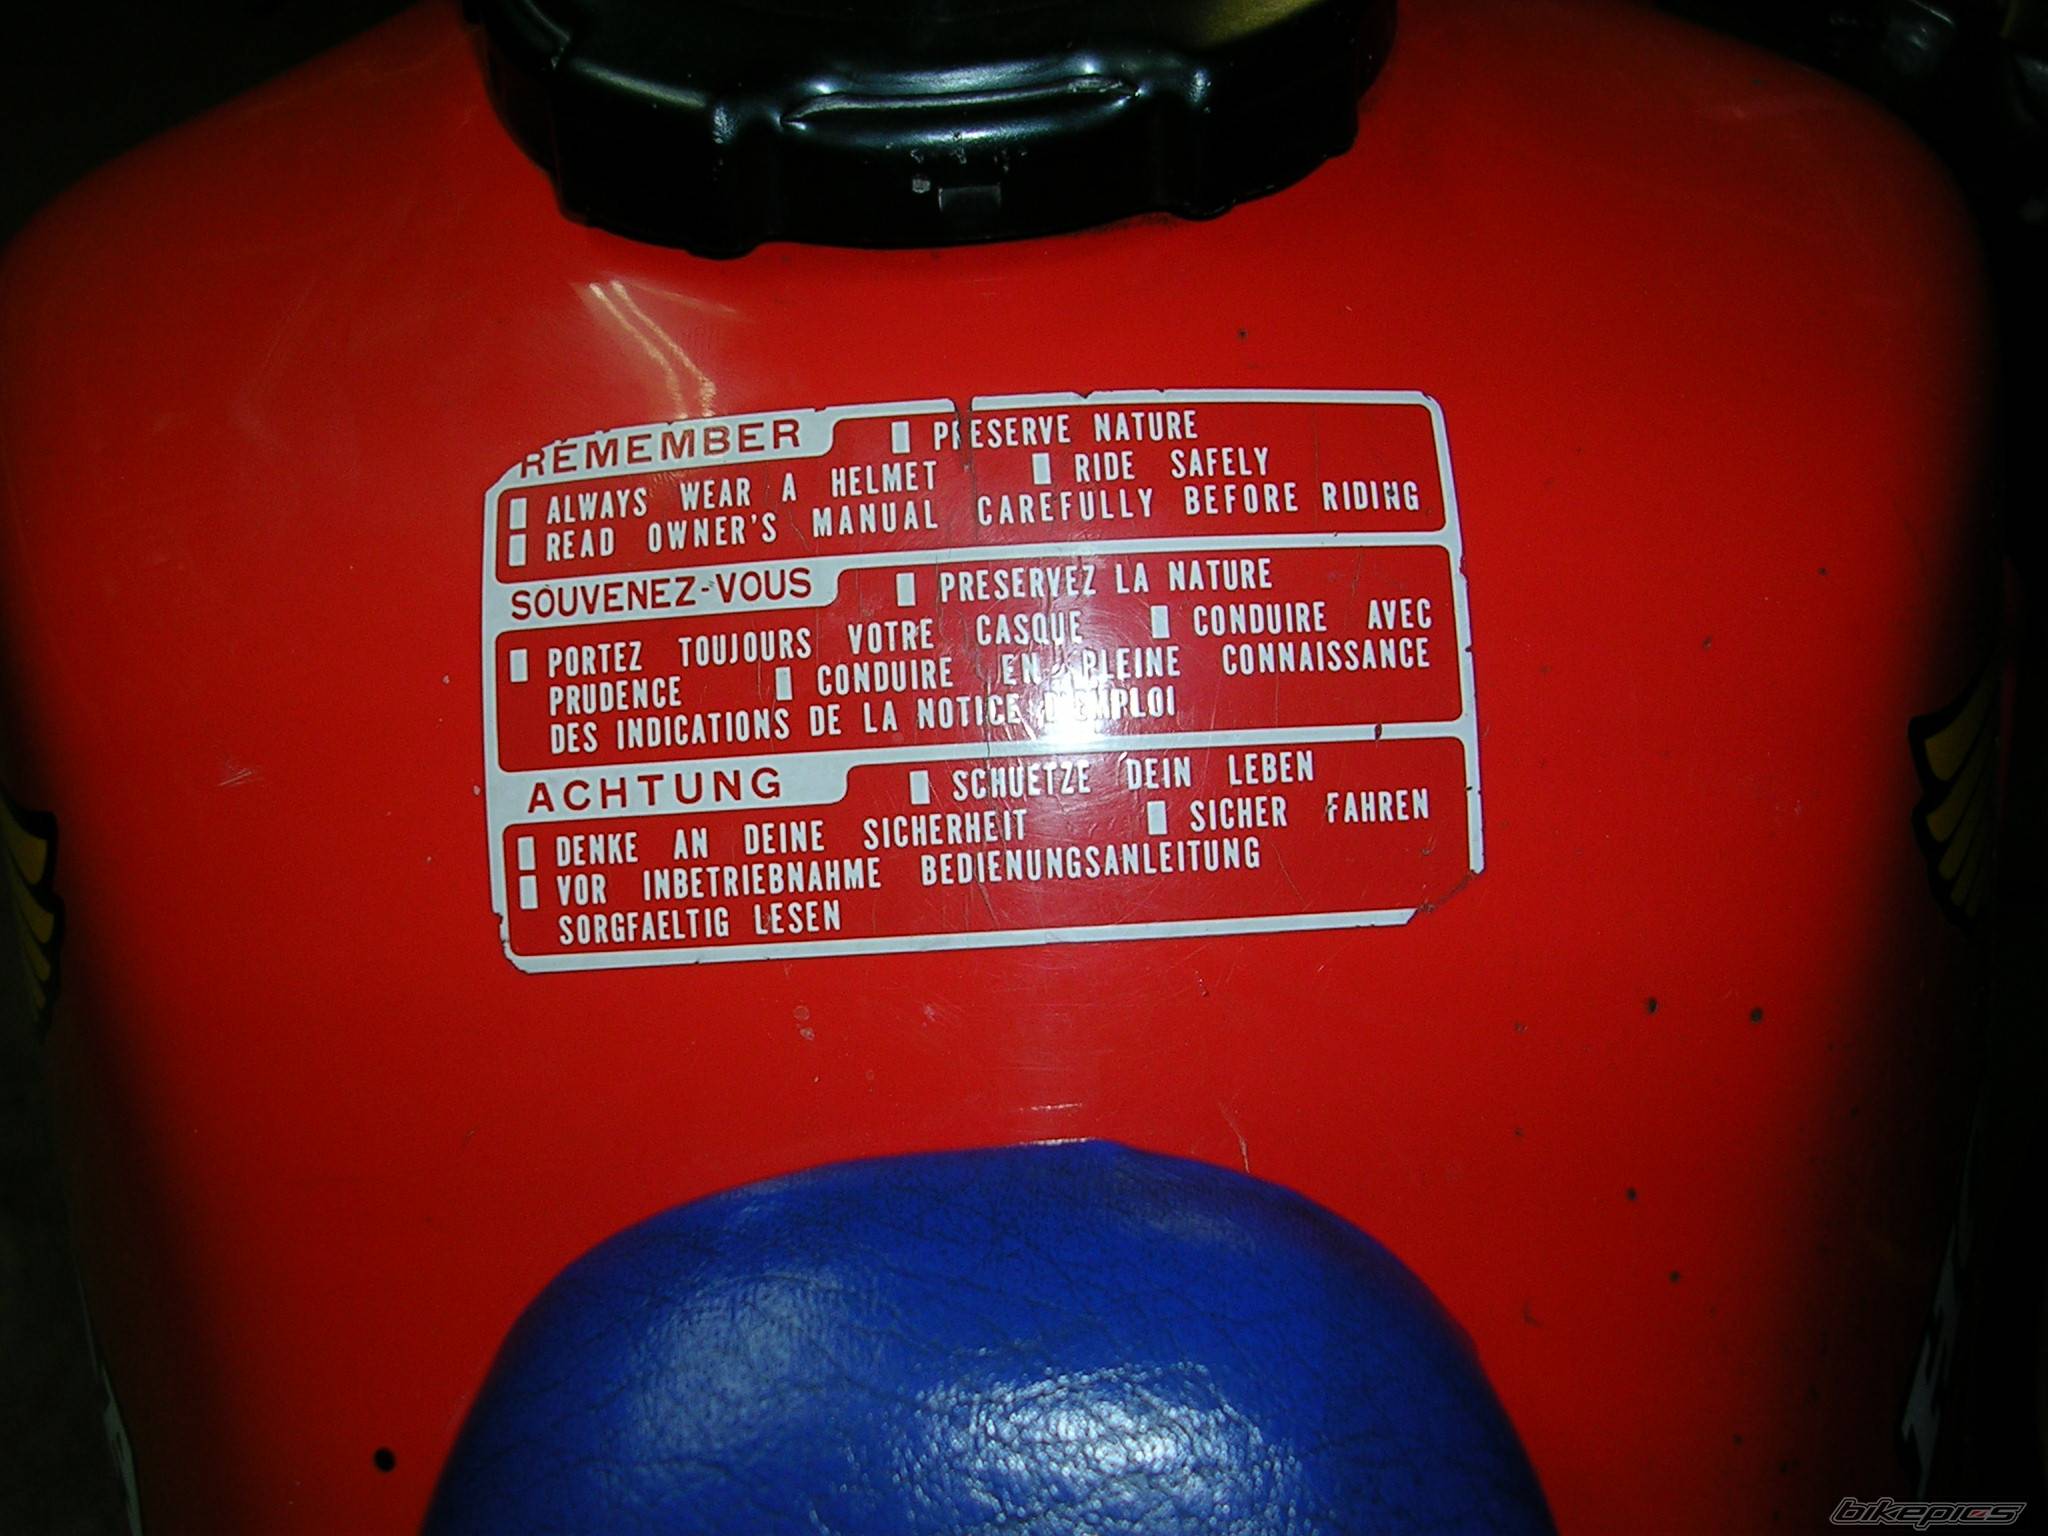 REMEMBER PRESERVE NATURE
ALWAYS WEAR A HELMET RIDE SAFELY
READ OWNER'S MANUAL CAREFULLY BEFORE RIDING
SOUVENEZ-VOUS PRESERVEZ LA NATURE
PORTEZ TOUJOURS VOTRE CASQUE CONDUIRE AVEC
PRUDENCE CONDUIRE EN PLEINE CONNAISSANCE
DES INDICATIONS DE LA NOTICE D'EMPLOI
ACHTUNG SCHUETZE DEIN LEBEN
DENKE AN DEINE SICHERHEIT SICHER FAHREN
VOR INBETRIEBNAHME BEDIENUNGSANLEITUNG
SORGFAELTIG LESEN
bikepics